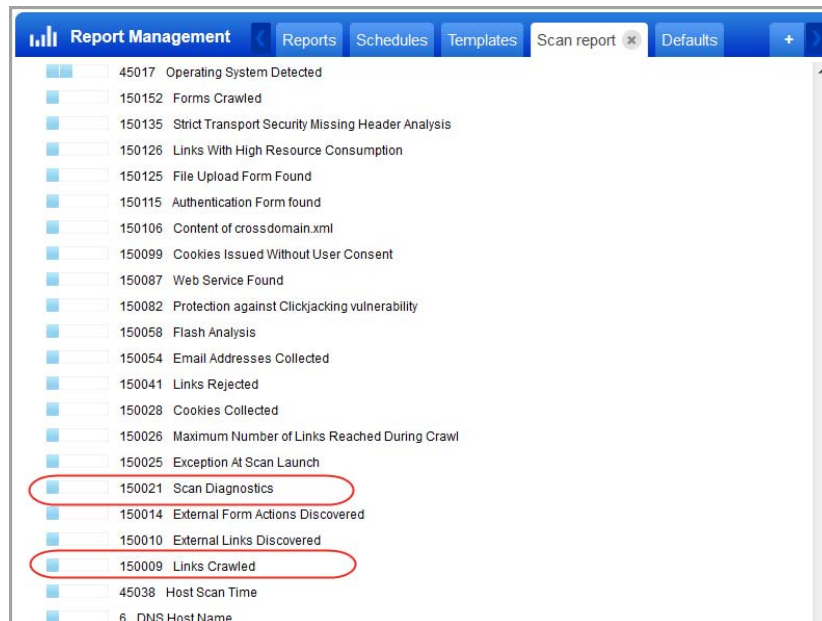 Report Management Reports Schedules Templates Scan report Defaults +
45017 Operating System Detected
150152 Forms Crawled
150135 Strict Transport Security Missing Header Analysis
150126 Links With High Resource Consumption
150125 File Upload Form Found
150115 Authentication Form found
150106 Content of crossdomain.xml
150099 Cookies Issued Without User Consent
150087 Web Service Found
150082 Protection against Clickjacking vulnerability
150058 Flash Analysis
150054 Email Addresses Collected
150041 Links Rejected
150028 Cookies Collected
150026 Maximum Number of Links Reached During Crawl
150025 Exception At Scan Launch
150021 Scan Diagnostics
150014 External Form Actions Discovered
150010 External Links Discovered
150009 Links Crawled
45038 Host Scan Time
6 DNS Host Name